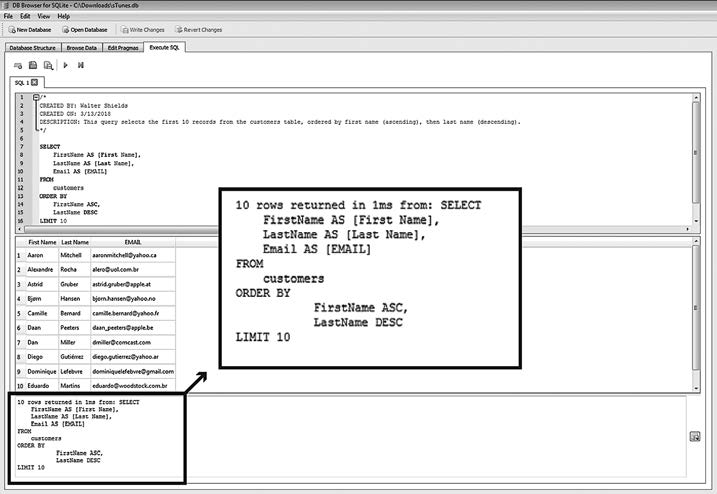 DB Browser for SQLite - C:\Downloads\sTunes.db
File Edit View Help
New Database Open Database Write Changes Revert Changes
Database Structure Browse Data Edit Pragmas Execute SQL
SQL 1
1 /*
2 CREATED BY: Walter Shields
3 CREATED ON: 3/13/2018
4 DESCRIPTION: This query selects the first 10 records from the customers table, ordered by first name (ascending), then last name (descending).
5 */
6
7 SELECT
8 FirstName AS [First Name],
9 LastName AS [Last Name],
10 Email AS [EMAIL]
11 FROM
12 customers
13 ORDER BY
14 FirstName ASC,
15 LastName DESC
16 LIMIT 10
First Name Last Name EMAIL
1 Aaron Mitchell aaronmitchell@yahoo.ca
2 Alexandre Rocha alero@uol.com.br
3 Astrid Gruber astrid.gruber@apple.at
4 Bjørn Hansen bjorn.hansen@yahoo.no
5 Camille Bernard camille.bernard@yahoo.fr
6 Daan Peeters daan_peeters@apple.be
7 Dan Miller dmiller@comcast.com
8 Diego Gutiérrez diego.gutierrez@yahoo.ar
9 Dominique Lefebvre dominiquelefebvre@gmail.com
10 Eduardo Martins eduardo@woodstock.com.br
10 rows returned in 1ms from: SELECT
FirstName AS [First Name],
LastName AS [Last Name],
Email AS [EMAIL]
FROM
customers
ORDER BY
FirstName ASC,
LastName DESC
LIMIT 10
10 rows returned in 1ms from: SELECT
FirstName AS [First Name],
LastName AS [Last Name],
Email AS [EMAIL]
FROM
customers
ORDER BY
FirstName ASC,
LastName DESC
LIMIT 10